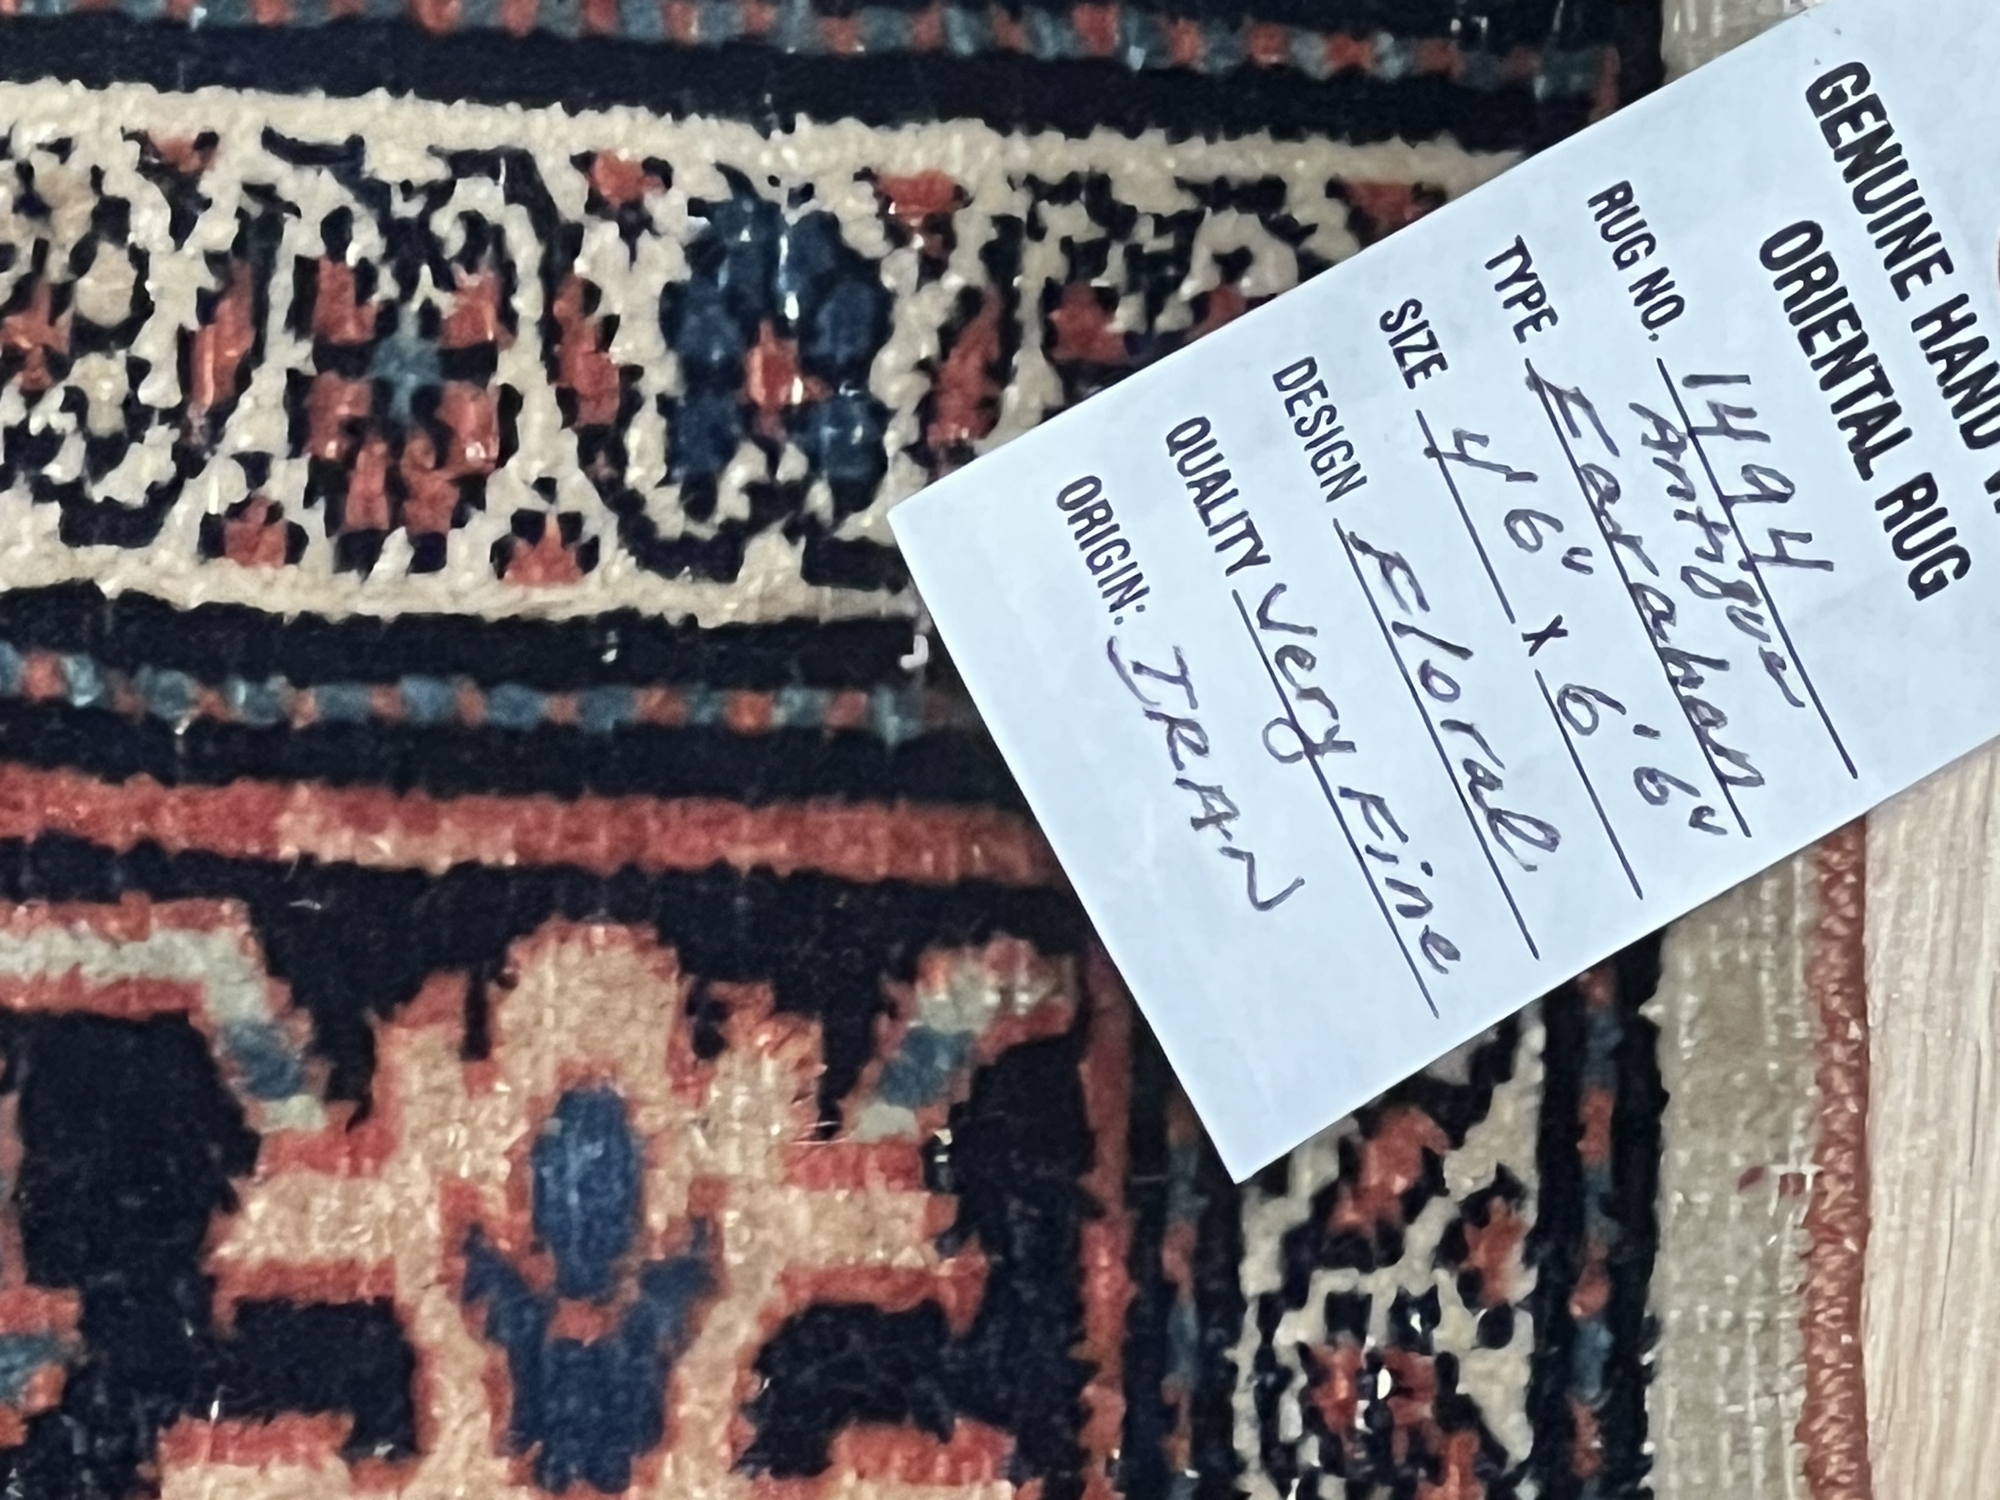 GENUINE HAND
ORIENTAL RUG
RUG NO. 1494
Antique
TYPE Farahan
SIZE 4'6" x 6'6"
DESIGN Floral
QUALITY Very Fine
ORIGIN: IRAN